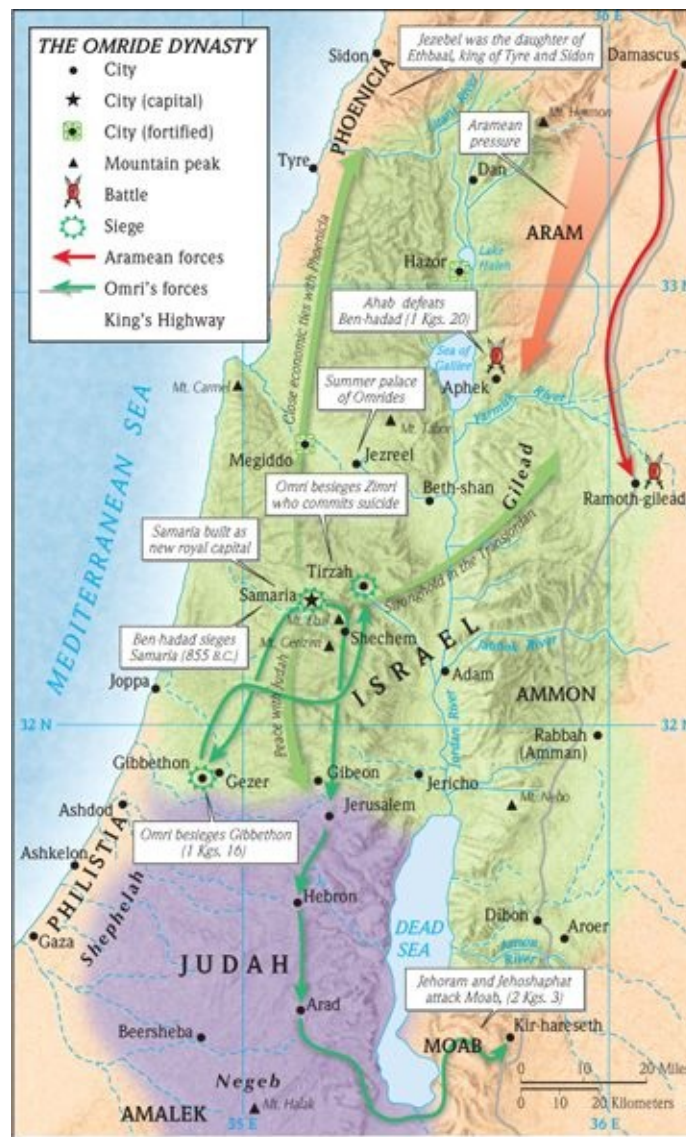 THE OMRIDE DYNASTY
City
City (capital)
City (fortified)
Mountain peak
Battle
Siege
Aramean forces
Omri's forces
King's Highway
36 E
Sidon
Jezebel was the daughter of
Ethbaal, king of Tyre and Sidon
Damascus
PHOENICIA
Litani River
Mt. Hermon
Aramean
pressure
Tyre
Dan
ARAM
Hazor
Lake
Huleh
33 N
Ahab defeats
Ben-hadad (1 Kgs. 20)
Close economic ties with Phoenicia
Sea of
Galilee
Aphek
Mt. Carmel
Summer palace
of Omrides
Yarmuk River
Mt. Tabor
Megiddo
Jezreel
Gilead
Ramoth-gilead
Omri besieges Zimri
who commits suicide
Beth-shan
MEDITERRANEAN SEA
Samaria built as
new royal capital
Tirzah
Stronghold in the Transjordan
Samaria
Mt. Ebal
Ben-hadad sieges
Samaria (855 B.C.)
Mt. Gerizim
Shechem
Jabbok River
ISRAEL
Adam
Joppa
AMMON
Peace with Judah
32 N
32 N
Jordan River
Rabbah
(Amman)
Gibbethon
Gezer
Gibeon
Jericho
Mt. Nebo
Ashdod
Jerusalem
Omri besieges Gibbethon
(1 Kgs. 16)
Ashkelon
PHILISTIA
Shephelah
Hebron
DEAD
SEA
Dibon
Aroer
Gaza
Arnon
River
JUDAH
Jehoram and Jehoshaphat
attack Moab, (2 Kgs. 3)
Arad
Beersheba
MOAB
Kir-hareseth
Negeb
0 10 20 Miles
AMALEK
35 E
Mt. Halak
36 E
0 10 20 Kilometers